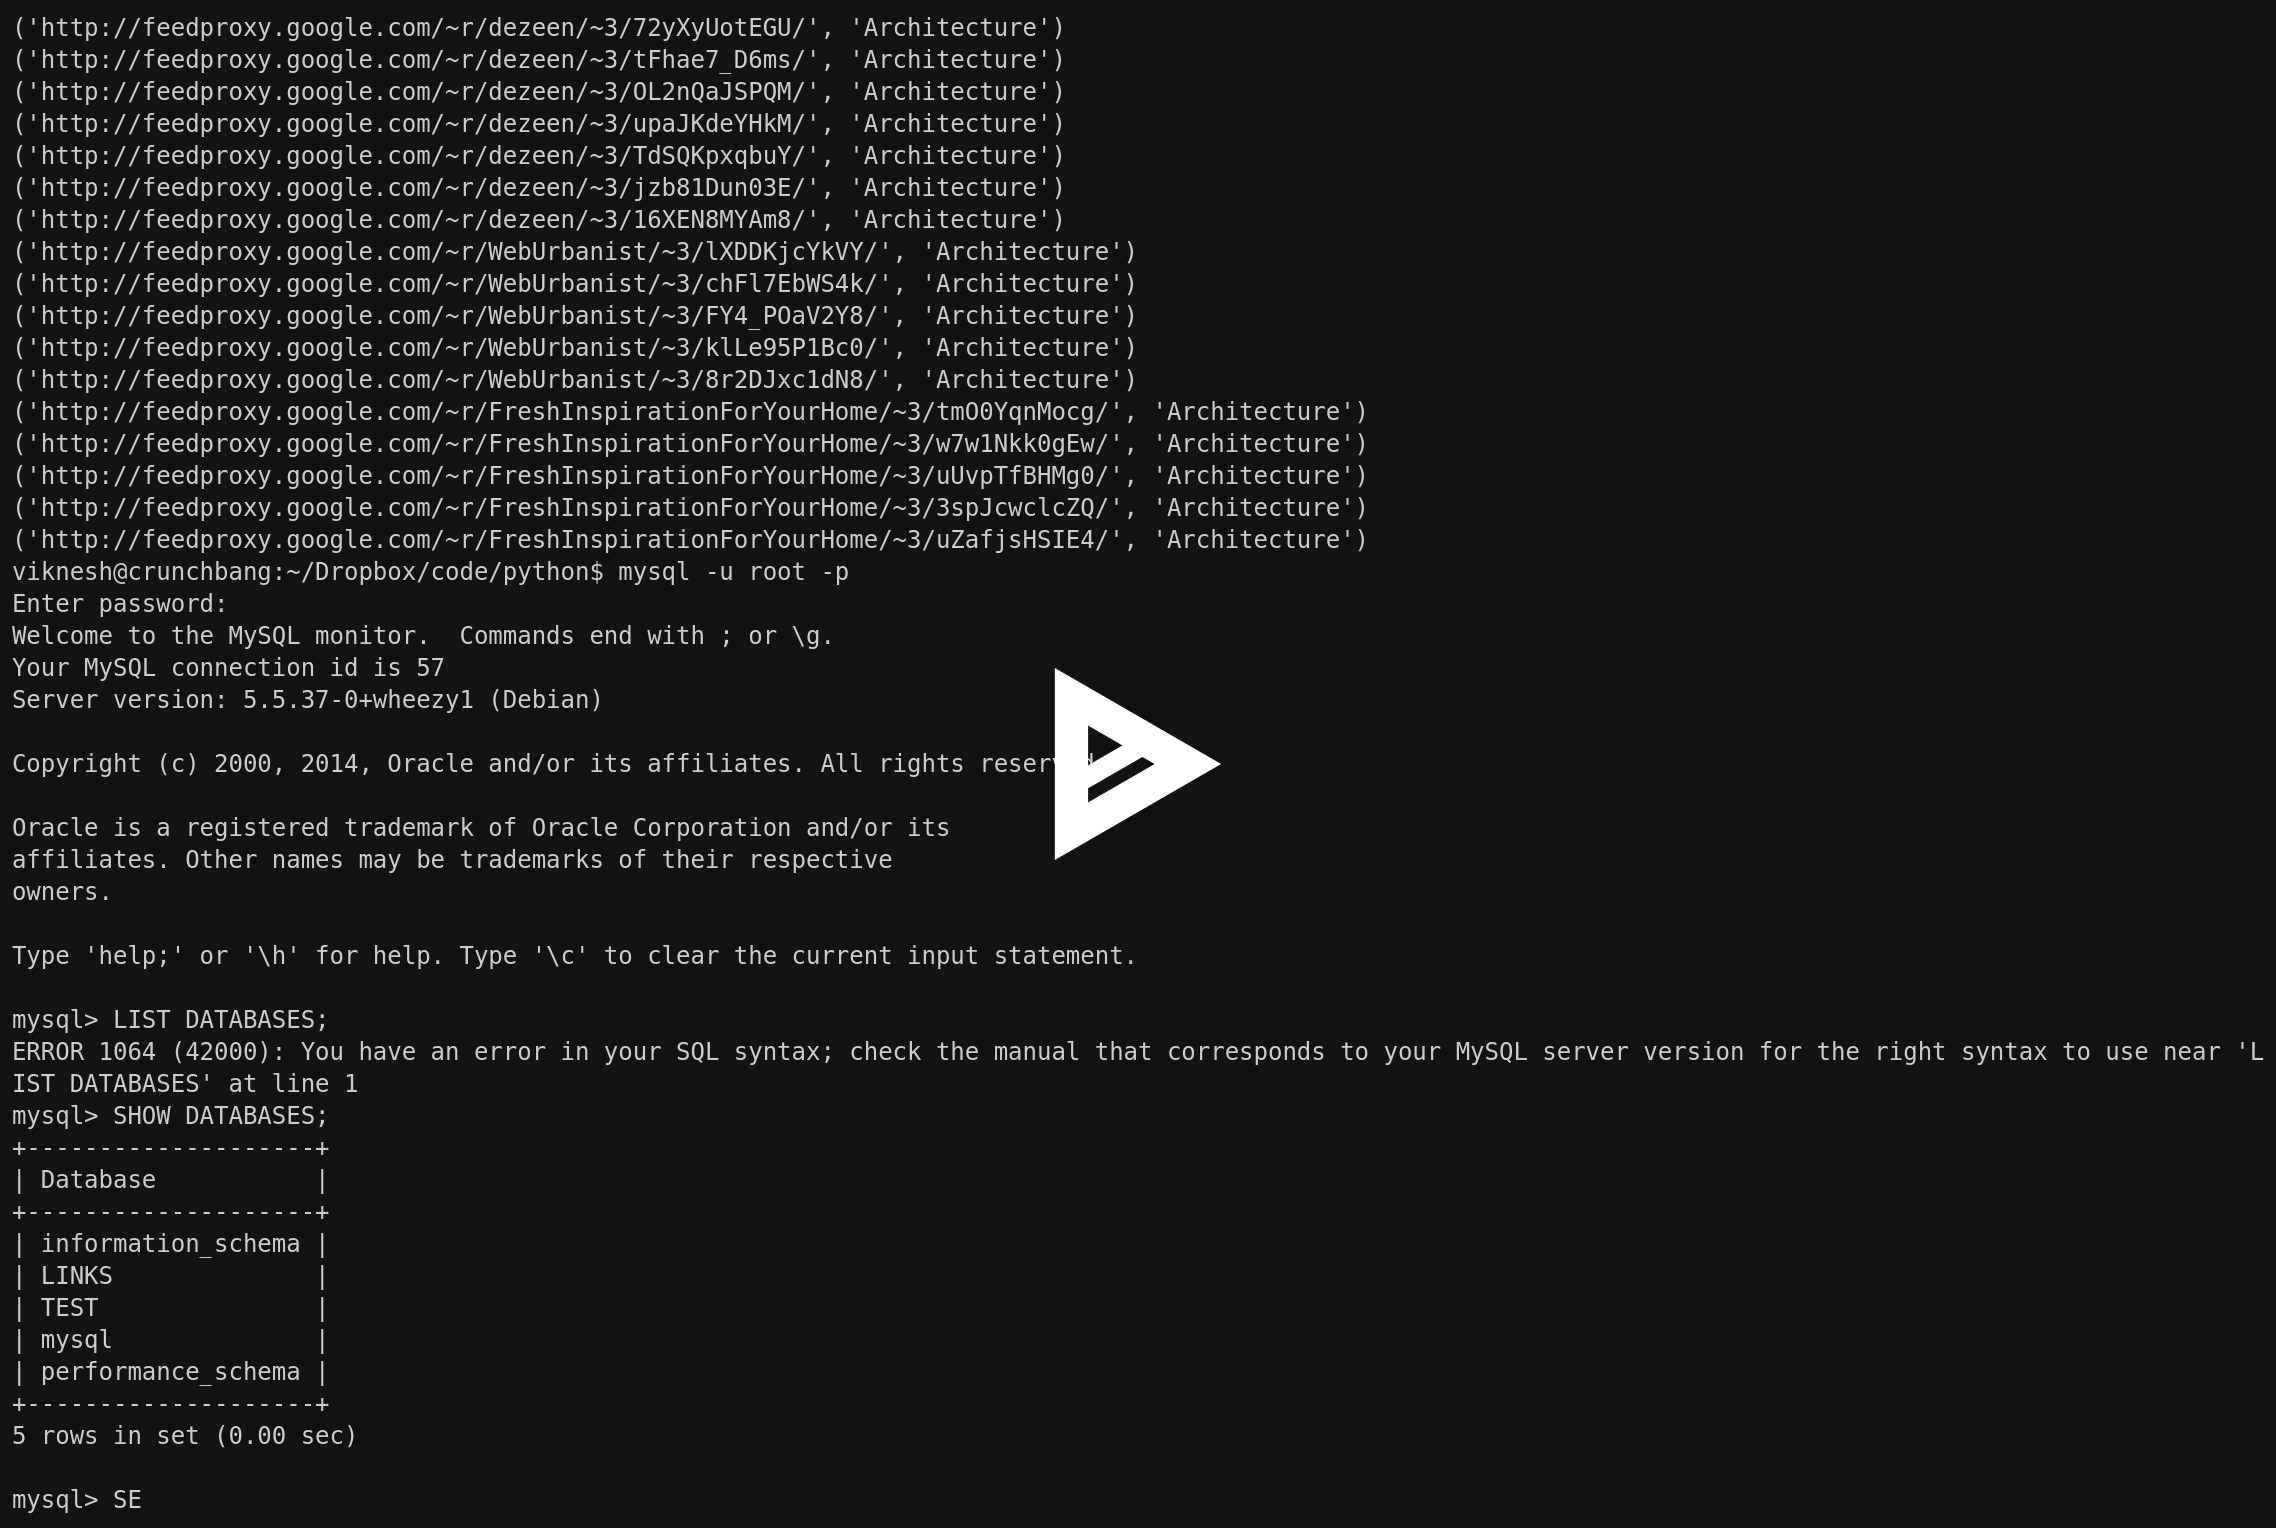 ('http://feedproxy.google.com/~r/dezeen/~3/72yXyUotEGU/', 'Architecture')
('http://feedproxy.google.com/~r/dezeen/~3/tFhae7_D6ms/', 'Architecture')
('http://feedproxy.google.com/~r/dezeen/~3/OL2nQaJSPQM/', 'Architecture')
('http://feedproxy.google.com/~r/dezeen/~3/upaJKdeYHkM/', 'Architecture')
('http://feedproxy.google.com/~r/dezeen/~3/TdSQKpxqbuY/', 'Architecture')
('http://feedproxy.google.com/~r/dezeen/~3/jzb81Dun03E/', 'Architecture')
('http://feedproxy.google.com/~r/dezeen/~3/16XEN8MYAm8/', 'Architecture')
('http://feedproxy.google.com/~r/WebUrbanist/~3/lXDDKjcYkVY/', 'Architecture')
('http://feedproxy.google.com/~r/WebUrbanist/~3/chFl7EbWS4k/', 'Architecture')
('http://feedproxy.google.com/~r/WebUrbanist/~3/FY4_POaV2Y8/', 'Architecture')
('http://feedproxy.google.com/~r/WebUrbanist/~3/klLe95P1Bc0/', 'Architecture')
('http://feedproxy.google.com/~r/WebUrbanist/~3/8r2DJxc1dN8/', 'Architecture')
('http://feedproxy.google.com/~r/FreshInspirationForYourHome/~3/tmO0YqnMocg/', 'Architecture')
('http://feedproxy.google.com/~r/FreshInspirationForYourHome/~3/w7w1Nkk0gEw/', 'Architecture')
('http://feedproxy.google.com/~r/FreshInspirationForYourHome/~3/uUvpTfBHMg0/', 'Architecture')
('http://feedproxy.google.com/~r/FreshInspirationForYourHome/~3/3spJcwclcZQ/', 'Architecture')
('http://feedproxy.google.com/~r/FreshInspirationForYourHome/~3/uZafjsHSIE4/', 'Architecture')
viknesh@crunchbang:~/Dropbox/code/python$ mysql -u root -p
Enter password:
Welcome to the MySQL monitor.  Commands end with ; or \g.
Your MySQL connection id is 57
Server version: 5.5.37-0+wheezy1 (Debian)

Copyright (c) 2000, 2014, Oracle and/or its affiliates. All rights

Oracle is a registered trademark of Oracle Corporation and/or its
affiliates. Other names may be trademarks of their respective
owners.

Type 'help;' or '\h' for help. Type '\c' to clear the current input statement.

mysql> LIST DATABASES;
ERROR 1064 (42000): You have an error in your SQL syntax; check the manual that corresponds to your MySQL server version for the right syntax to use near 'L
IST DATABASES' at line 1
mysql> SHOW DATABASES;
+--------------------+
| Database           |
+--------------------+
| information_schema |
| LINKS              |
| TEST               |
| mysql              |
| performance_schema |
+--------------------+
5 rows in set (0.00 sec)

mysql> SE